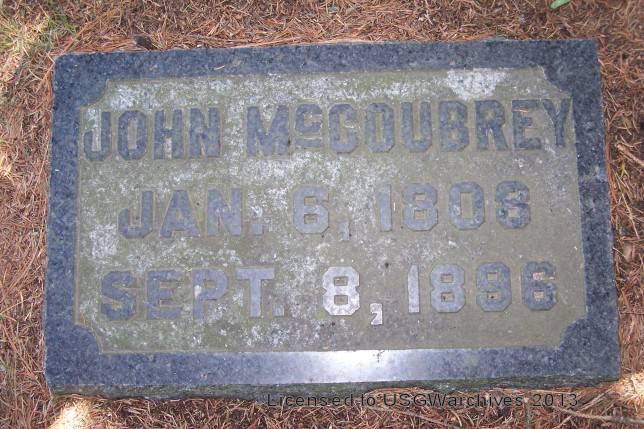 JOHN McCOUBREY
JAN. 6, 1808
SEPT. 8, 1896
Licensed to USGWarchives 2013